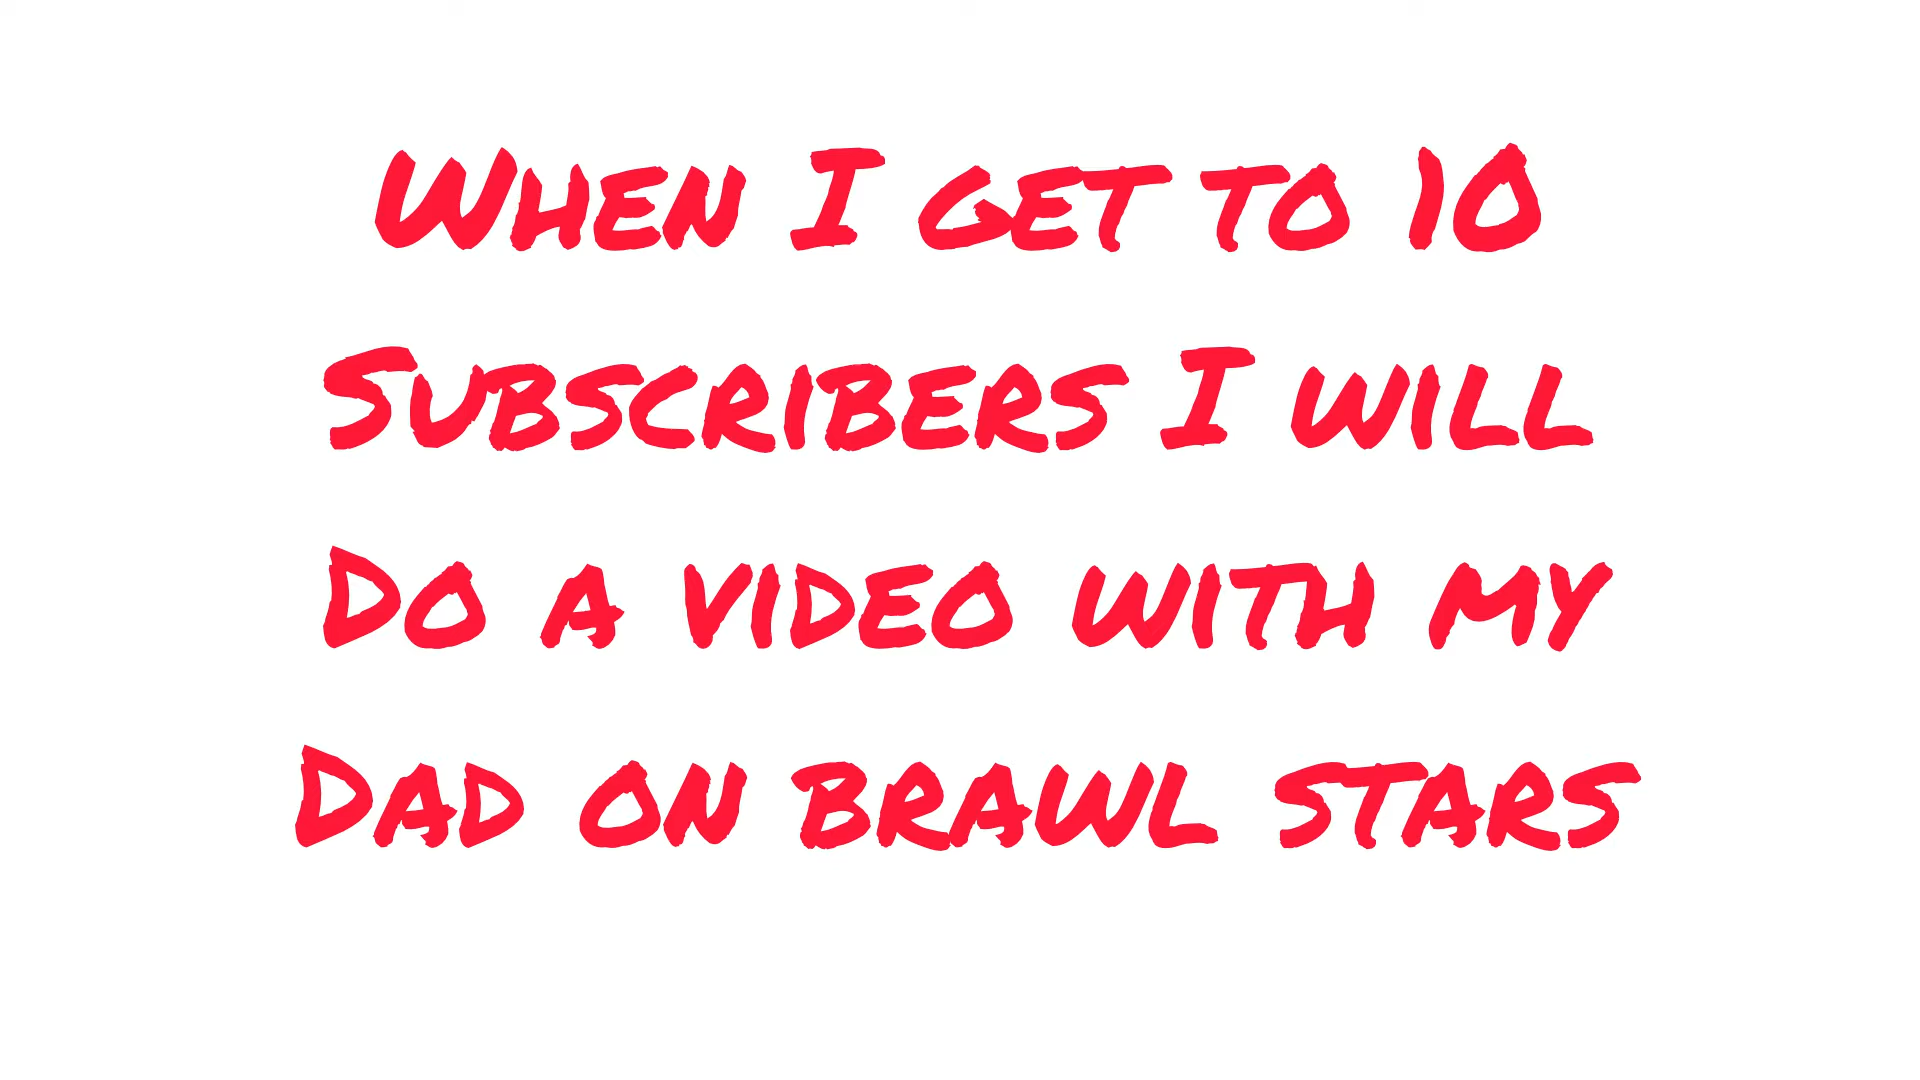 When I get to 10
Subscribers I will
Do a video with my
Dad on brawl stars